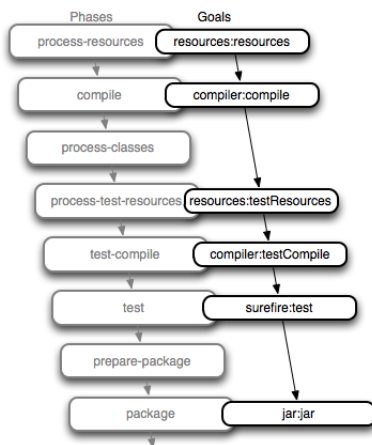 Phases Goals
process-resources resources:resources
compile compiler:compile
process-classes
process-test-resources resources:testResources
test-compile compiler:testCompile
test surefire:test
prepare-package
package jar:jar